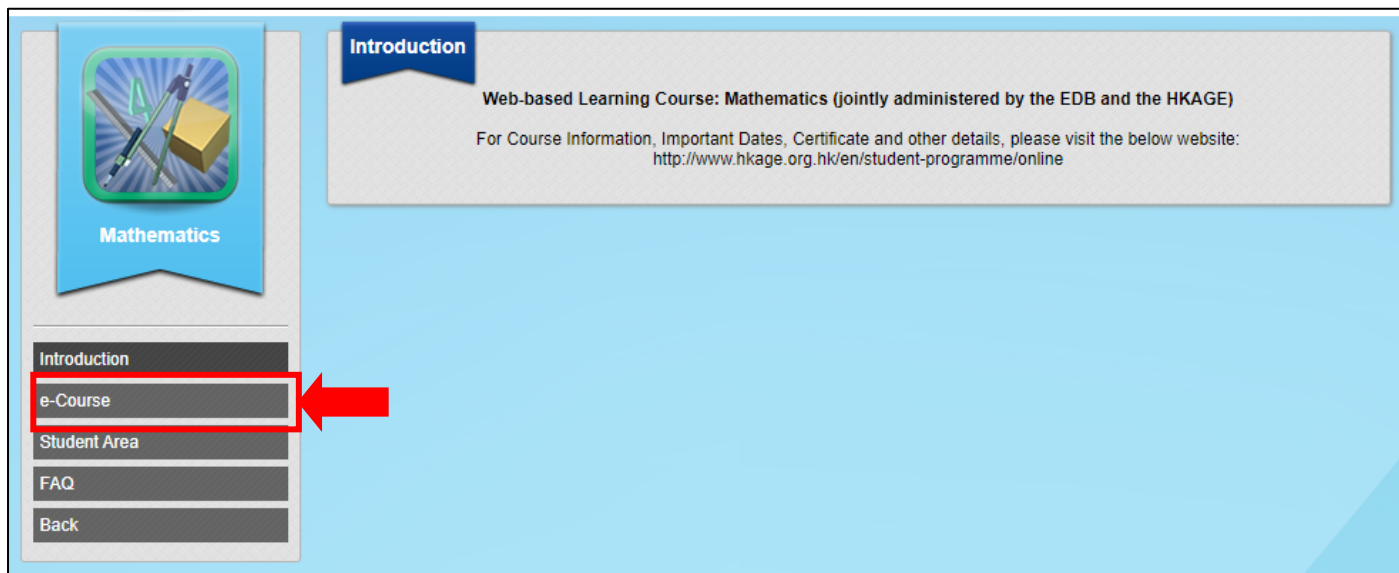 Mathematics
Introduction
e-Course
Student Area
FAQ
Back
Introduction
Web-based Learning Course: Mathematics (jointly administered by the EDB and the HKAGE)
For Course Information, Important Dates, Certificate and other details, please visit the below website:
http://www.hkage.org.hk/en/student-programme/online